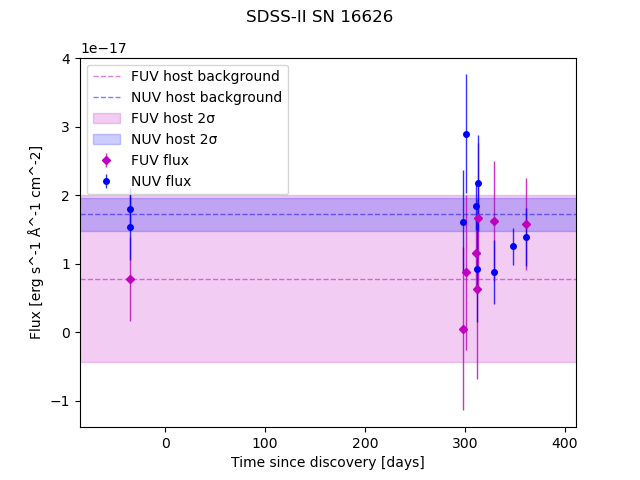 SDSS-II SN 16626
1e−17
FUV host background
NUV host background
FUV host 2σ
NUV host 2σ
FUV flux
NUV flux
4
3
2
1
0
−1
Flux [erg s^-1 Å^-1 cm^-2]
0 100 200 300 400
Time since discovery [days]